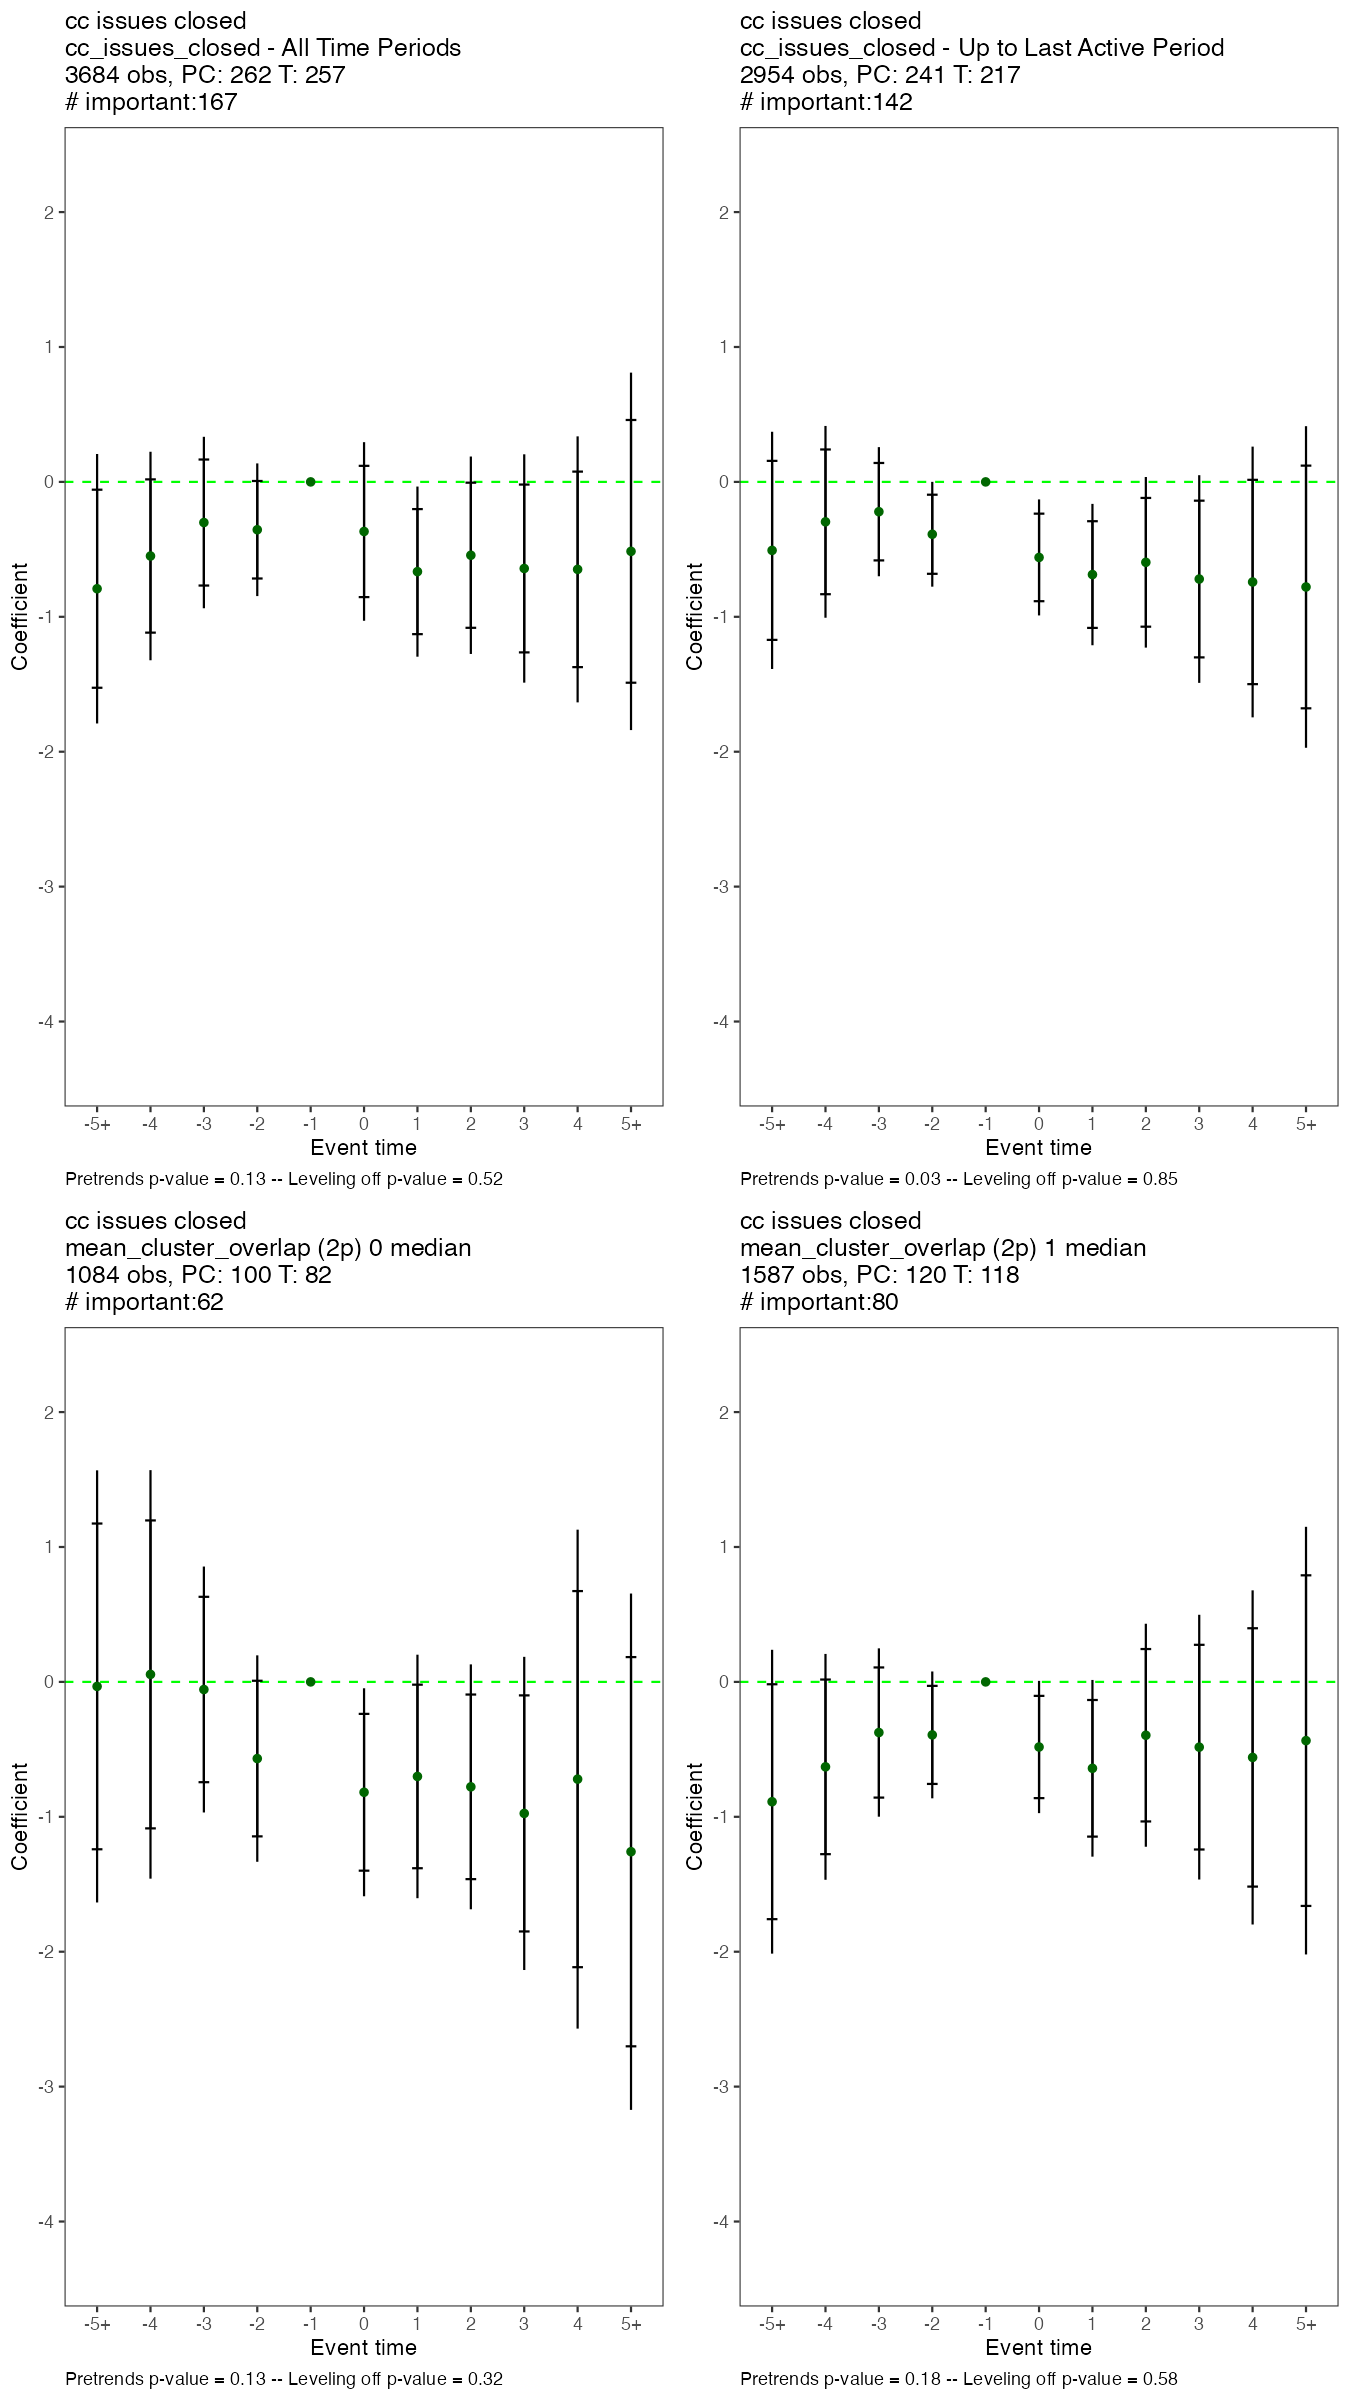 cc issues closed
cc_issues_closed - All Time Periods
3684 obs, PC: 262 T: 257
# important:167
2
1
0
-1
-2
-3
-4
Coefficient
-5+ -4 -3 -2 -1 0 1 2 3 4 5+
Event time
Pretrends p-value = 0.13 -- Leveling off p-value = 0.52
cc issues closed
cc_issues_closed - Up to Last Active Period
2954 obs, PC: 241 T: 217
# important:142
2
1
0
-1
-2
-3
-4
Coefficient
-5+ -4 -3 -2 -1 0 1 2 3 4 5+
Event time
Pretrends p-value = 0.03 -- Leveling off p-value = 0.85
cc issues closed
mean_cluster_overlap (2p) 0 median
1084 obs, PC: 100 T: 82
# important:62
2
1
0
-1
-2
-3
-4
Coefficient
-5+ -4 -3 -2 -1 0 1 2 3 4 5+
Event time
Pretrends p-value = 0.13 -- Leveling off p-value = 0.32
cc issues closed
mean_cluster_overlap (2p) 1 median
1587 obs, PC: 120 T: 118
# important:80
2
1
0
-1
-2
-3
-4
Coefficient
-5+ -4 -3 -2 -1 0 1 2 3 4 5+
Event time
Pretrends p-value = 0.18 -- Leveling off p-value = 0.58